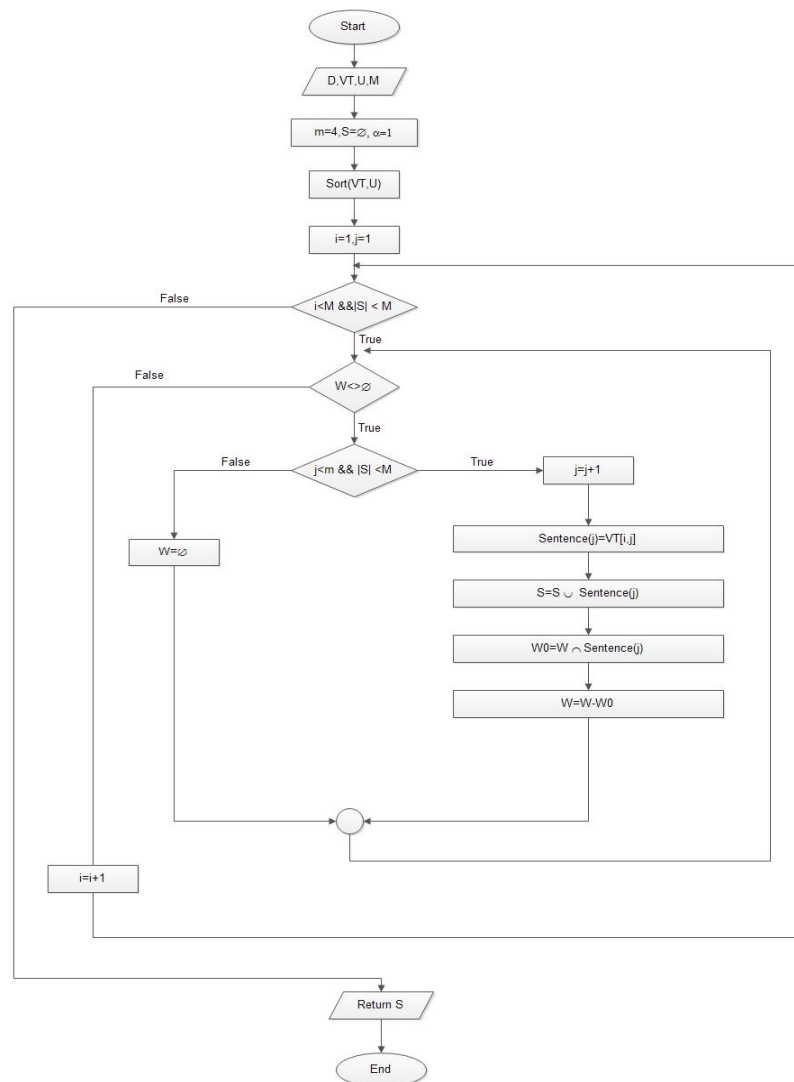 Start
D,VT,U,M
m=4,S=∅, α=1
Sort(VT,U)
i=1,j=1
False
i<M &&|S| < M
True
False
W<>∅
True
False
j<m && |S| <M
True
j=j+1
W=∅
Sentence(j)=VT[i,j]
S=S ∪ Sentence(j)
W0=W ∩ Sentence(j)
W=W-W0
i=i+1
Return S
End